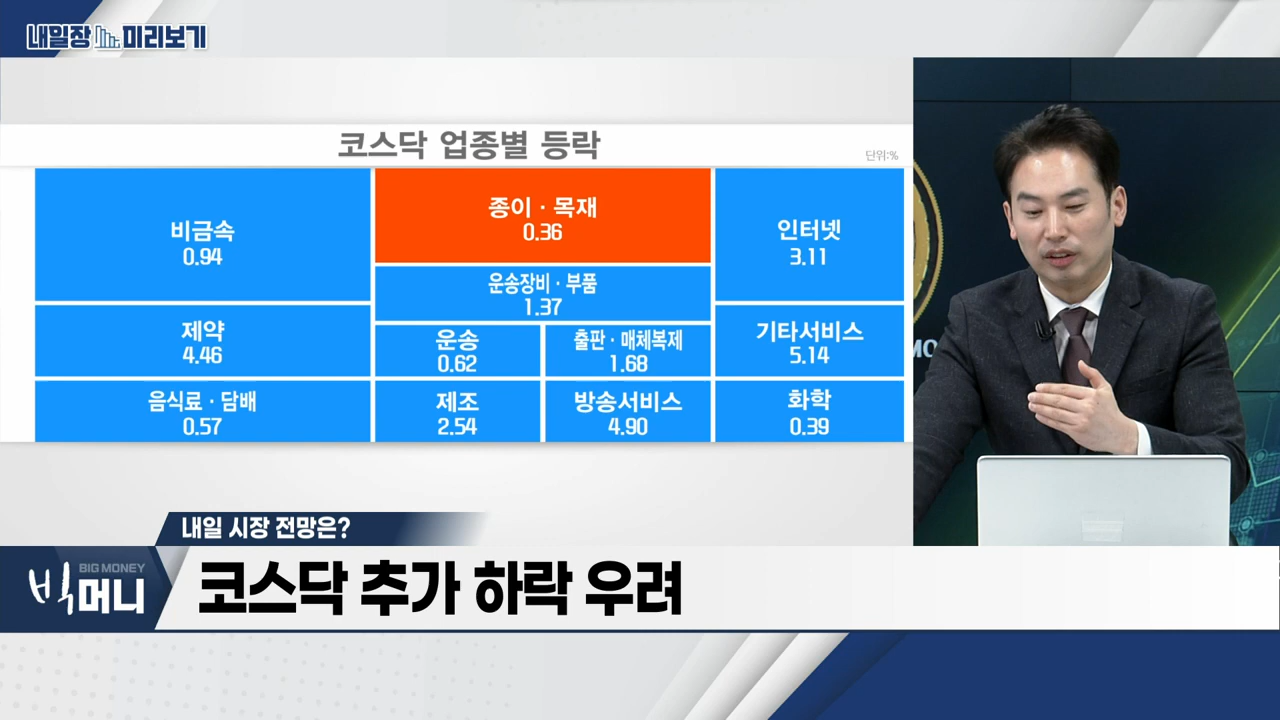 내일장 미리보기
코스닥 업종별 등락
단위:%
비금속
0.94
종이·목재
0.36
인터넷
3.11
운송장비·부품
1.37
제약
4.46
운송
0.62
출판·매체복제
1.68
기타서비스
5.14
음식료·담배
0.57
제조
2.54
방송서비스
4.90
화학
0.39
MO
내일 시장 전망은?
BIG MONEY
빅머니
코스닥 추가 하락 우려